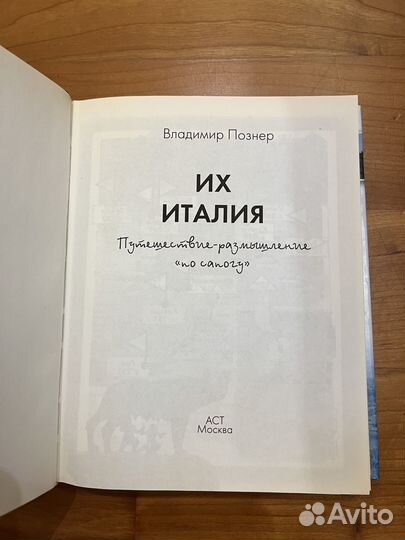 Владимир Познер
ИХ
ИТАЛИЯ
Путешествие-размышление
«по сапогу»
АСТ
Москва
Avito